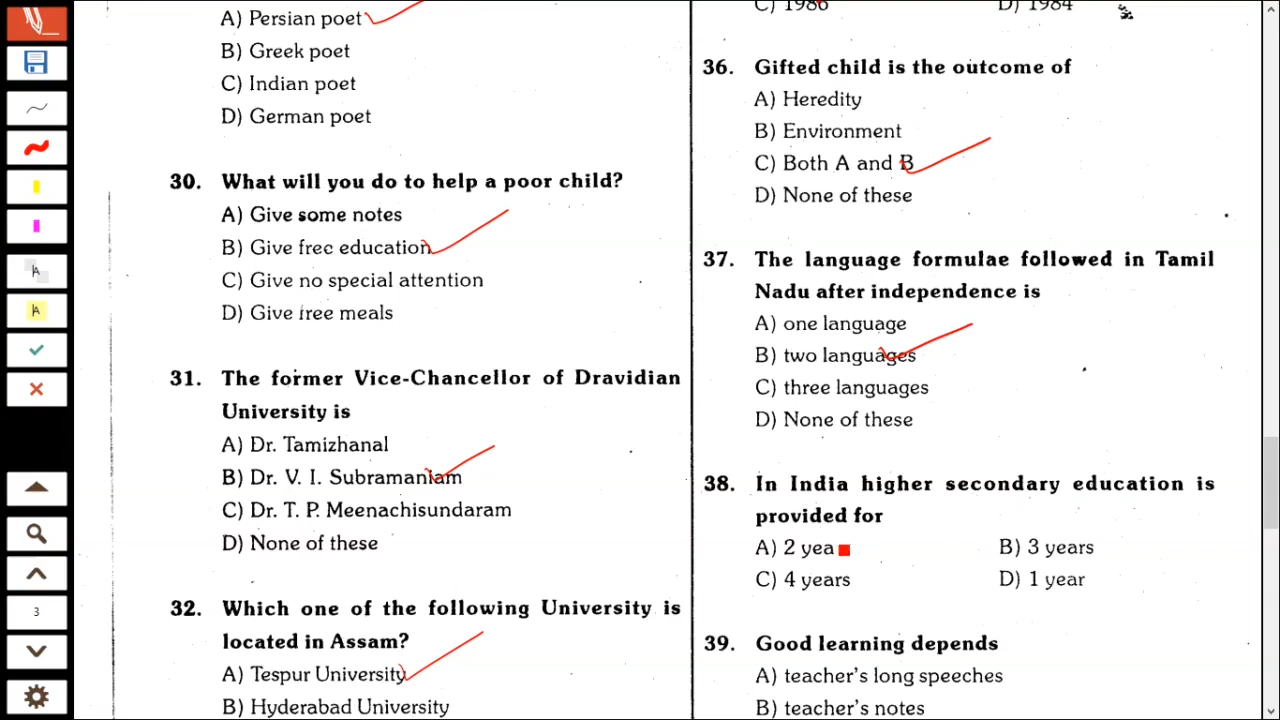 A) Persian poet
B) Greek poet
C) Indian poet
D) German poet
30. What will you do to help a poor child?
A) Give some notes
B) Give free education
C) Give no special attention
D) Give free meals
31. The former Vice-Chancellor of Dravidian
University is
A) Dr. Tamizhanal
B) Dr. V. I. Subramaniam
C) Dr. T. P. Meenachisundaram
D) None of these
32. Which one of the following University is
located in Assam?
A) Tespur University
B) Hyderabad University
C) 1986 D) 1984
36. Gifted child is the outcome of
A) Heredity
B) Environment
C) Both A and B
D) None of these
37. The language formulae followed in Tamil
Nadu after independence is
A) one language
B) two languages
C) three languages
D) None of these
38. In India higher secondary education is
provided for
A) 2 yea B) 3 years
C) 4 years D) 1 year
39. Good learning depends
A) teacher's long speeches
B) teacher's notes
3